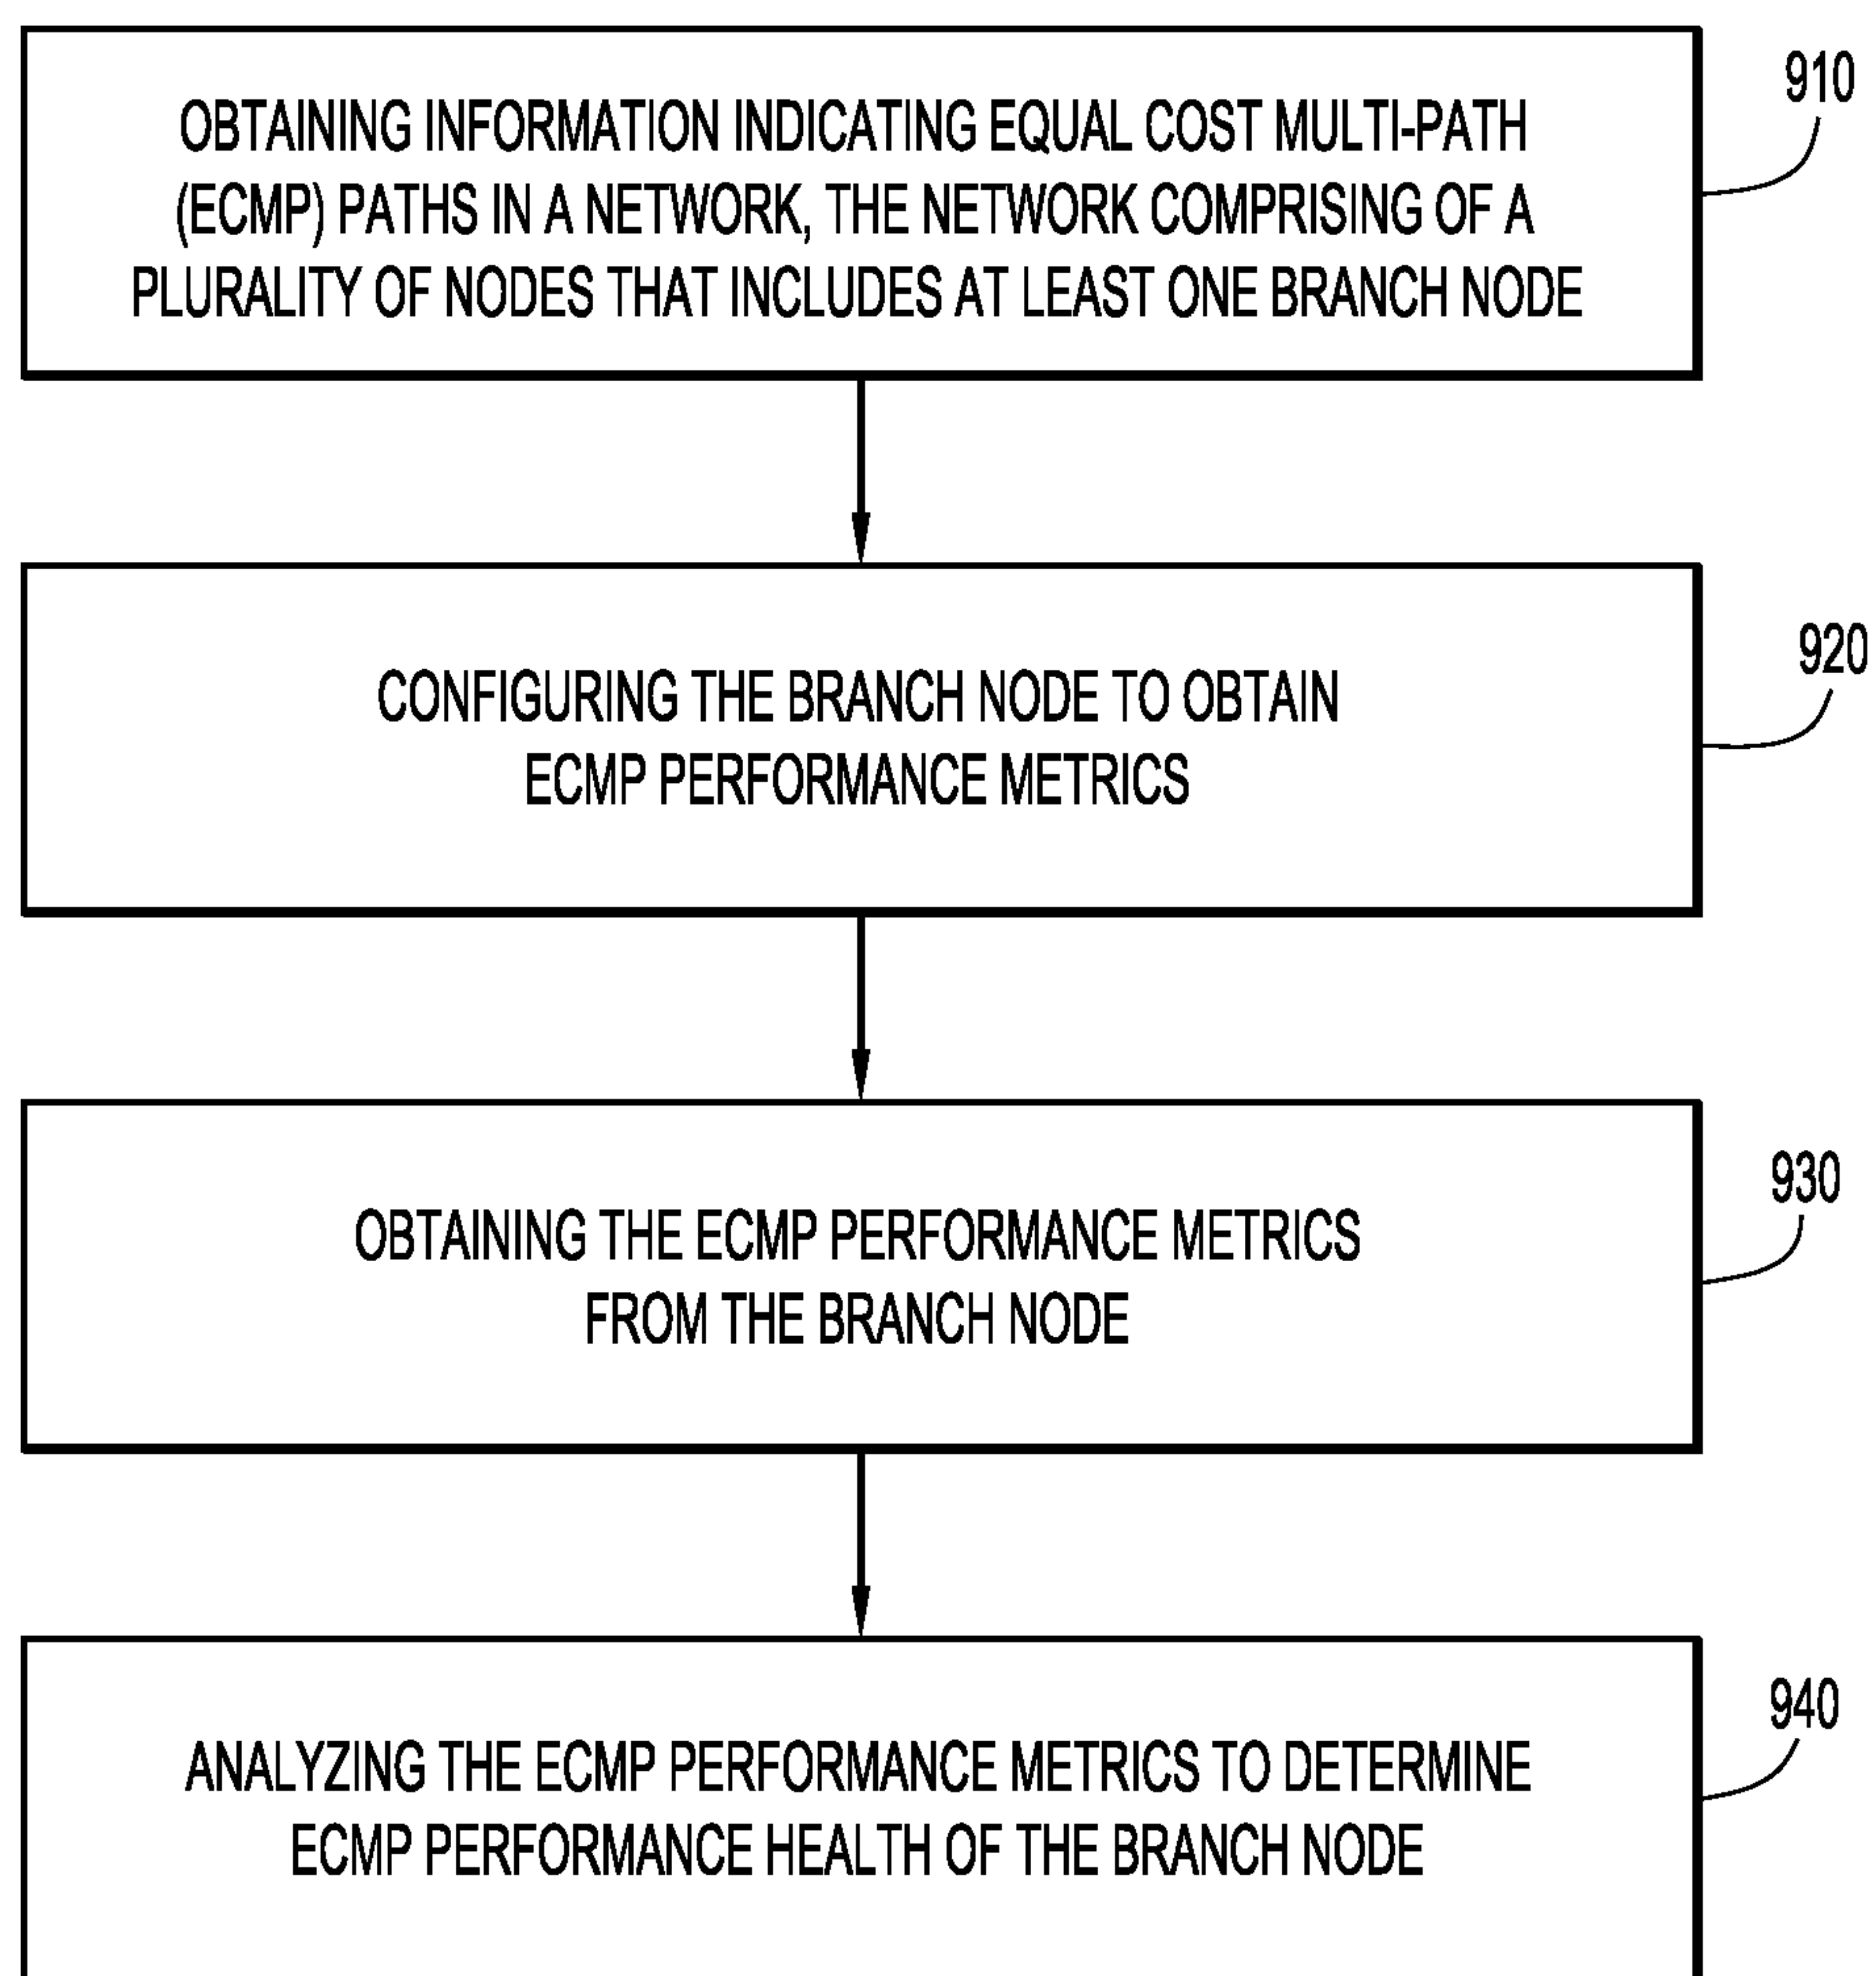 910
OBTAINING INFORMATION INDICATING EQUAL COST MULTI-PATH
(ECMP) PATHS IN A NETWORK, THE NETWORK COMPRISING OF A
PLURALITY OF NODES THAT INCLUDES AT LEAST ONE BRANCH NODE
920
CONFIGURING THE BRANCH NODE TO OBTAIN
ECMP PERFORMANCE METRICS
930
OBTAINING THE ECMP PERFORMANCE METRICS
FROM THE BRANCH NODE
940
ANALYZING THE ECMP PERFORMANCE METRICS TO DETERMINE
ECMP PERFORMANCE HEALTH OF THE BRANCH NODE